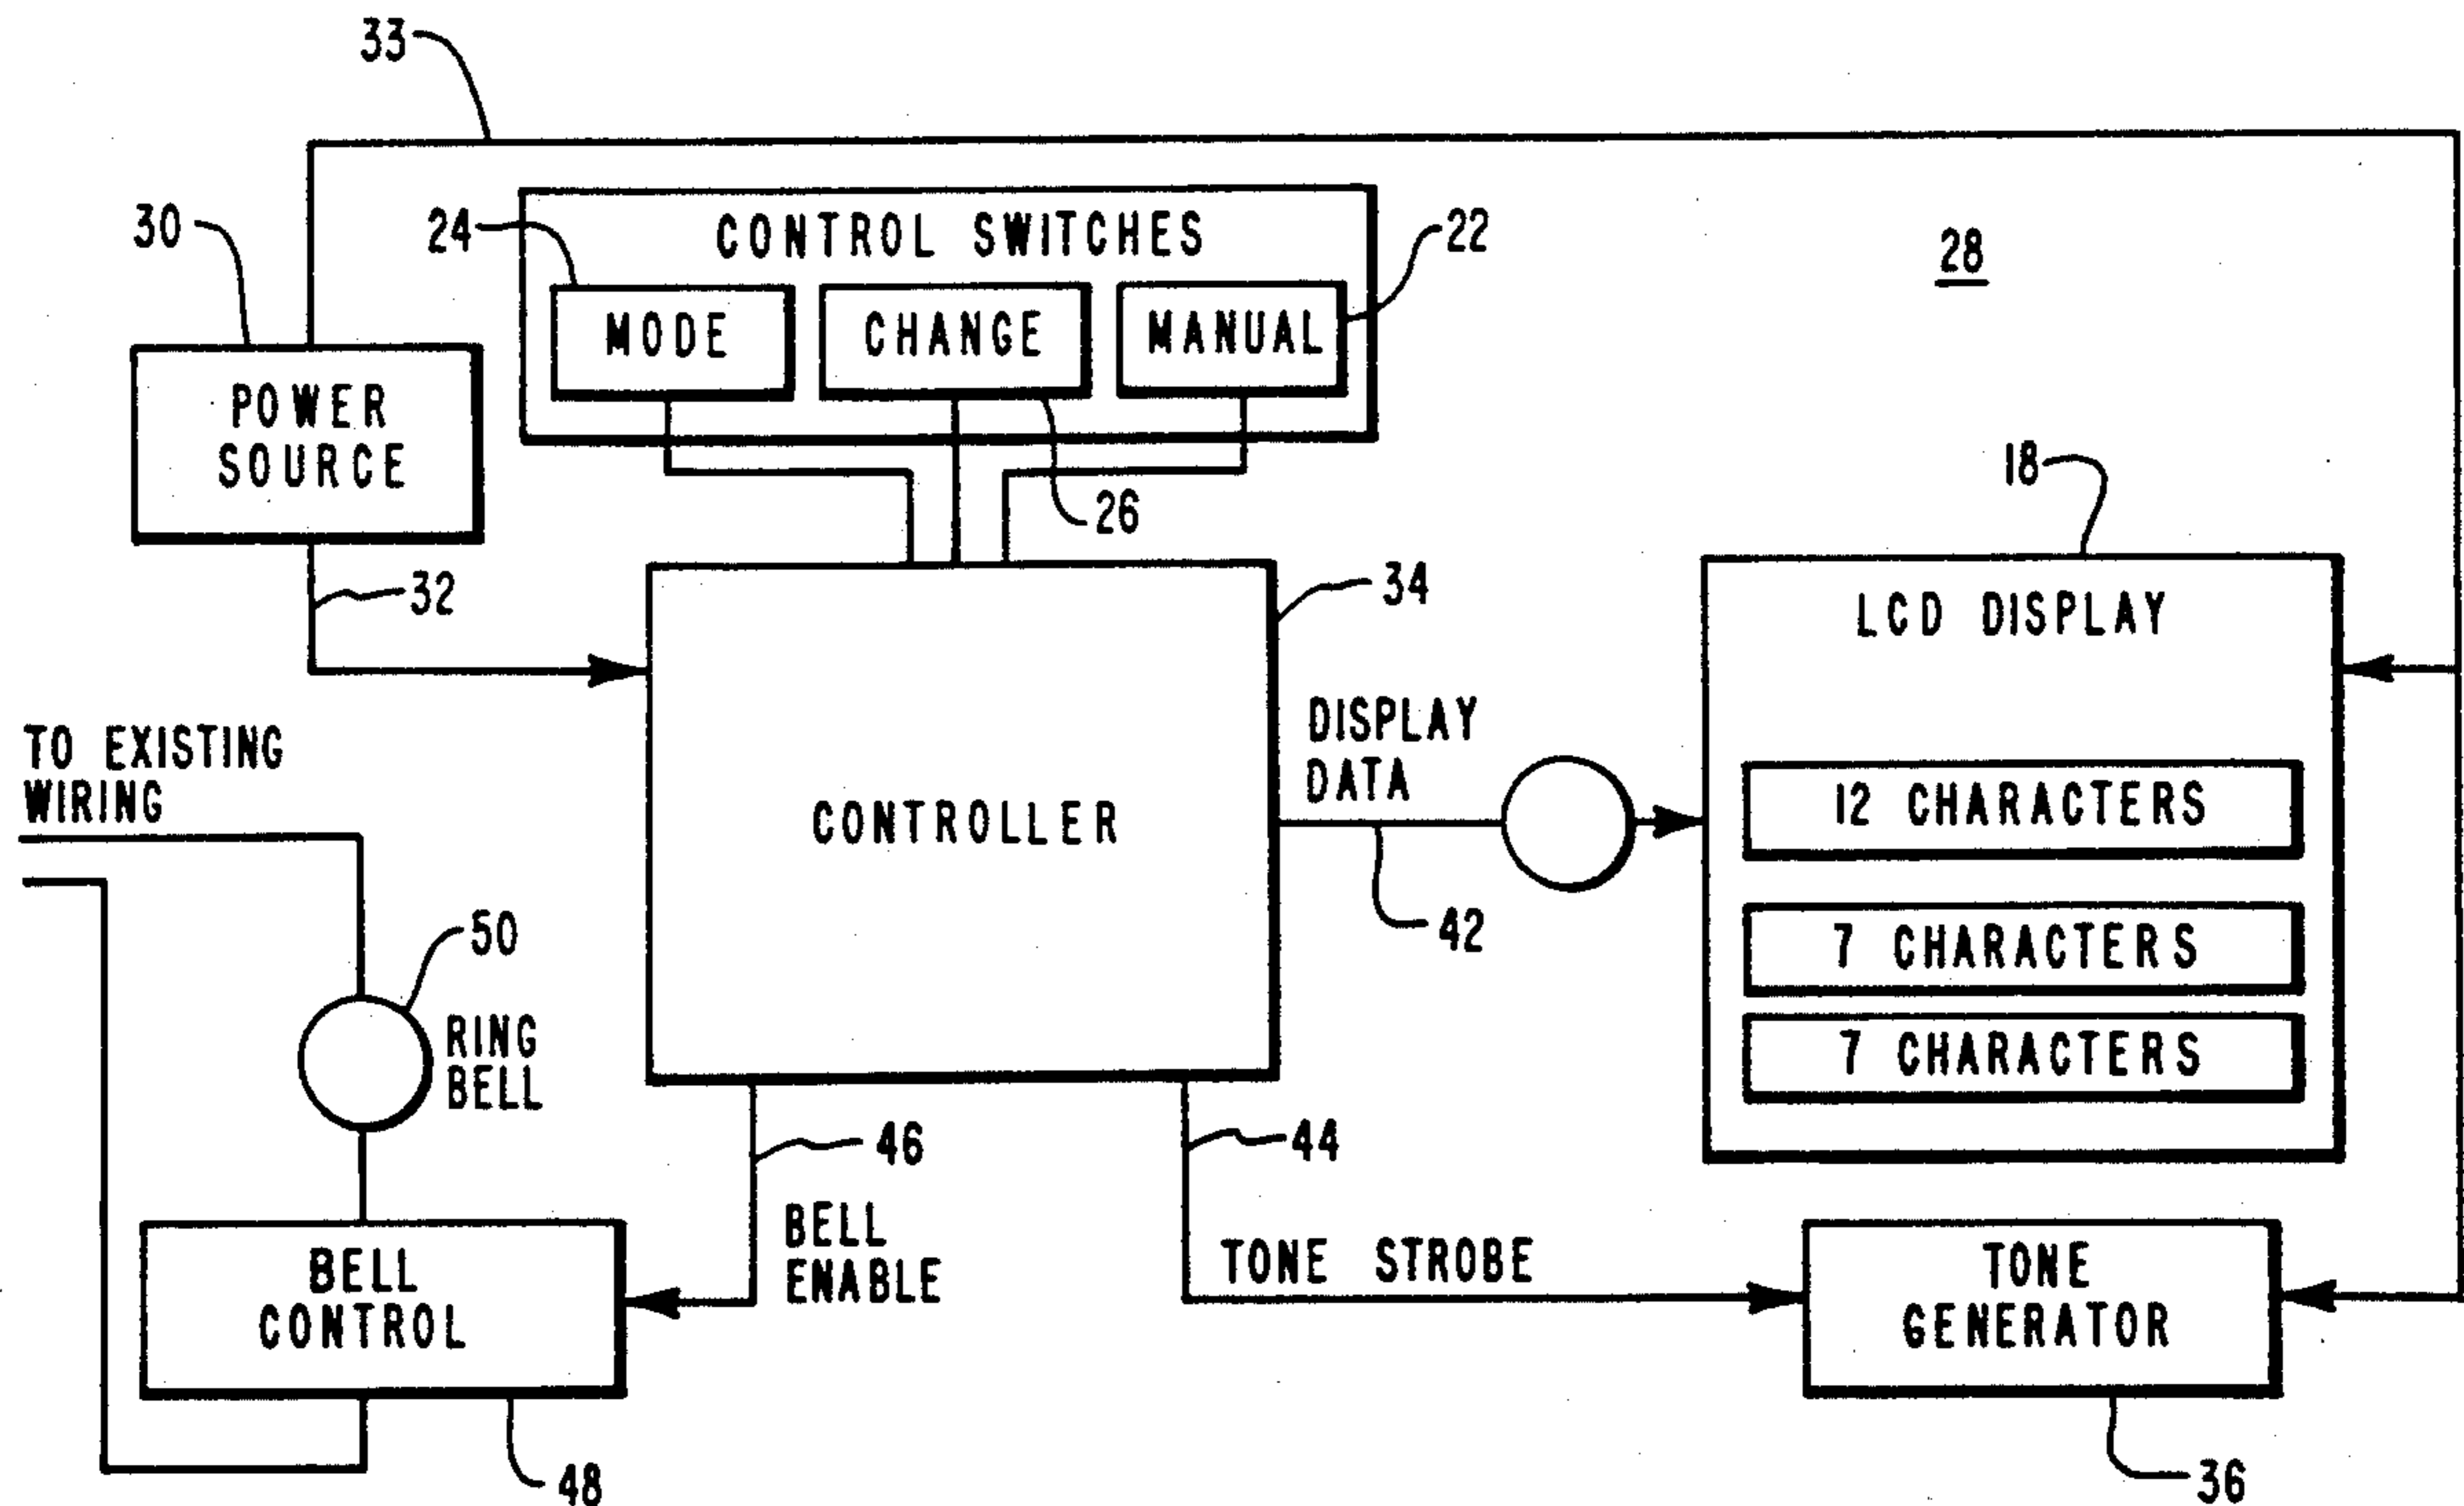 33
30
24
CONTROL SWITCHES
22
28
MODE
CHANGE
MANUAL
POWER
SOURCE
26
18
32
34
LCD DISPLAY
DISPLAY
DATA
TO EXISTING
WIRING
CONTROLLER
12 CHARACTERS
42
7 CHARACTERS
7 CHARACTERS
50
RING
BELL
46
44
BELL
ENABLE
TONE STROBE
BELL
CONTROL
TONE
GENERATOR
48
36